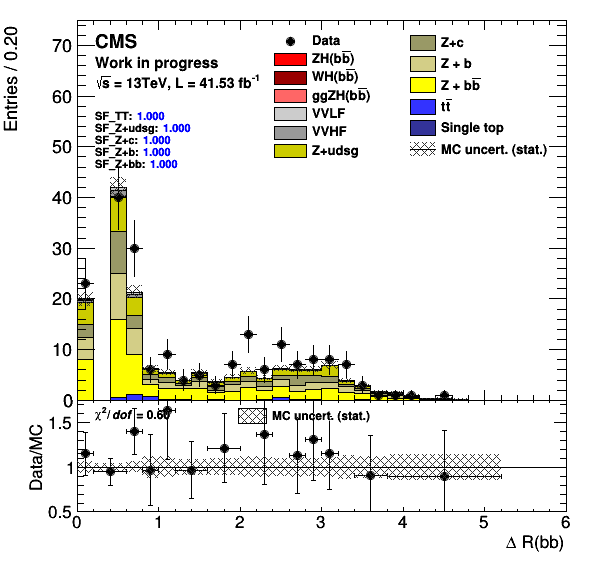 CMS
Work in progress
√s = 13TeV, L = 41.53 fb⁻¹
SF_TT: 1.000
SF_Z+udsg: 1.000
SF_Z+c: 1.000
SF_Z+b: 1.000
SF_Z+bb: 1.000
Data
ZH(bb̅)
WH(bb̅)
ggZH(bb̅)
VVLF
VVHF
Z+udsg
Z+c
Z + b
Z + bb̅
tt̅
Single top
MC uncert. (stat.)
Entries / 0.20
70
60
50
40
30
20
10
0
χ²/dof = 0.60
MC uncert. (stat.)
Data/MC
1.5
1
0.5
0 1 2 3 4 5 6
Δ R(bb)